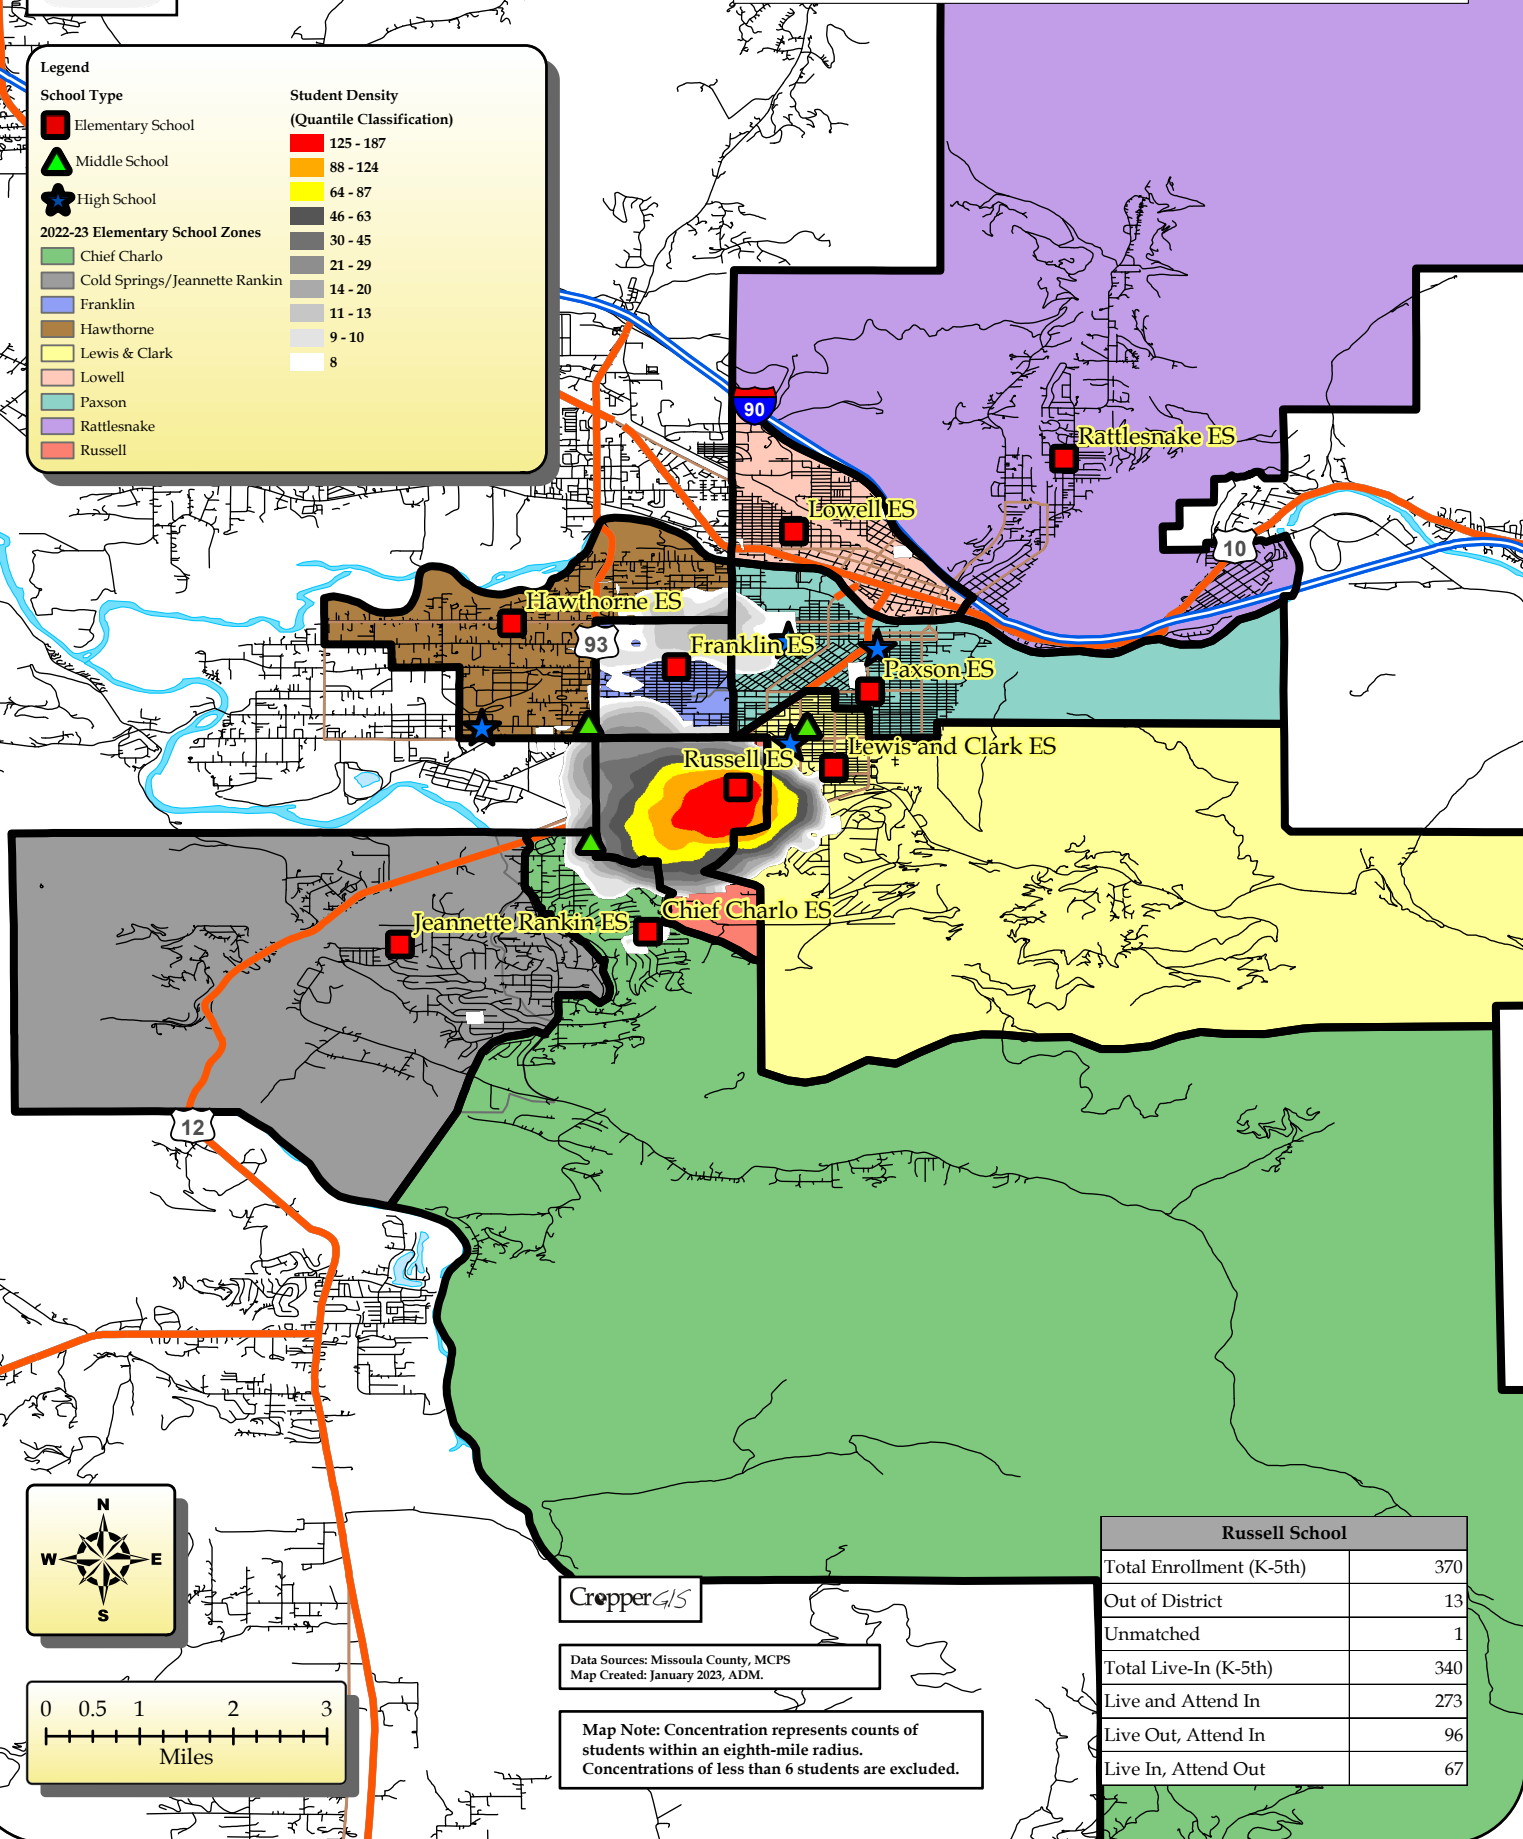 Legend
School Type
Elementary School
Middle School
High School
2022-23 Elementary School Zones
Chief Charlo
Cold Springs/Jeannette Rankin
Franklin
Hawthorne
Lewis & Clark
Lowell
Paxson
Rattlesnake
Russell
Student Density
(Quantile Classification)
125 - 187
88 - 124
64 - 87
46 - 63
30 - 45
21 - 29
14 - 20
11 - 13
9 - 10
8
90
Rattlesnake ES
Lowell ES
10
Hawthorne ES
93
Franklin ES
Paxson ES
Lewis and Clark ES
Russell ES
Chief Charlo ES
Jeannette Rankin ES
12
N
W E
S
0 0.5 1 2 3
Miles
CropperGIS
Data Sources: Missoula County, MCPS
Map Created: January 2023, ADM.
Map Note: Concentration represents counts of
students within an eighth-mile radius.
Concentrations of less than 6 students are excluded.
Russell School
Total Enrollment (K-5th) 370
Out of District 13
Unmatched 1
Total Live-In (K-5th) 340
Live and Attend In 273
Live Out, Attend In 96
Live In, Attend Out 67